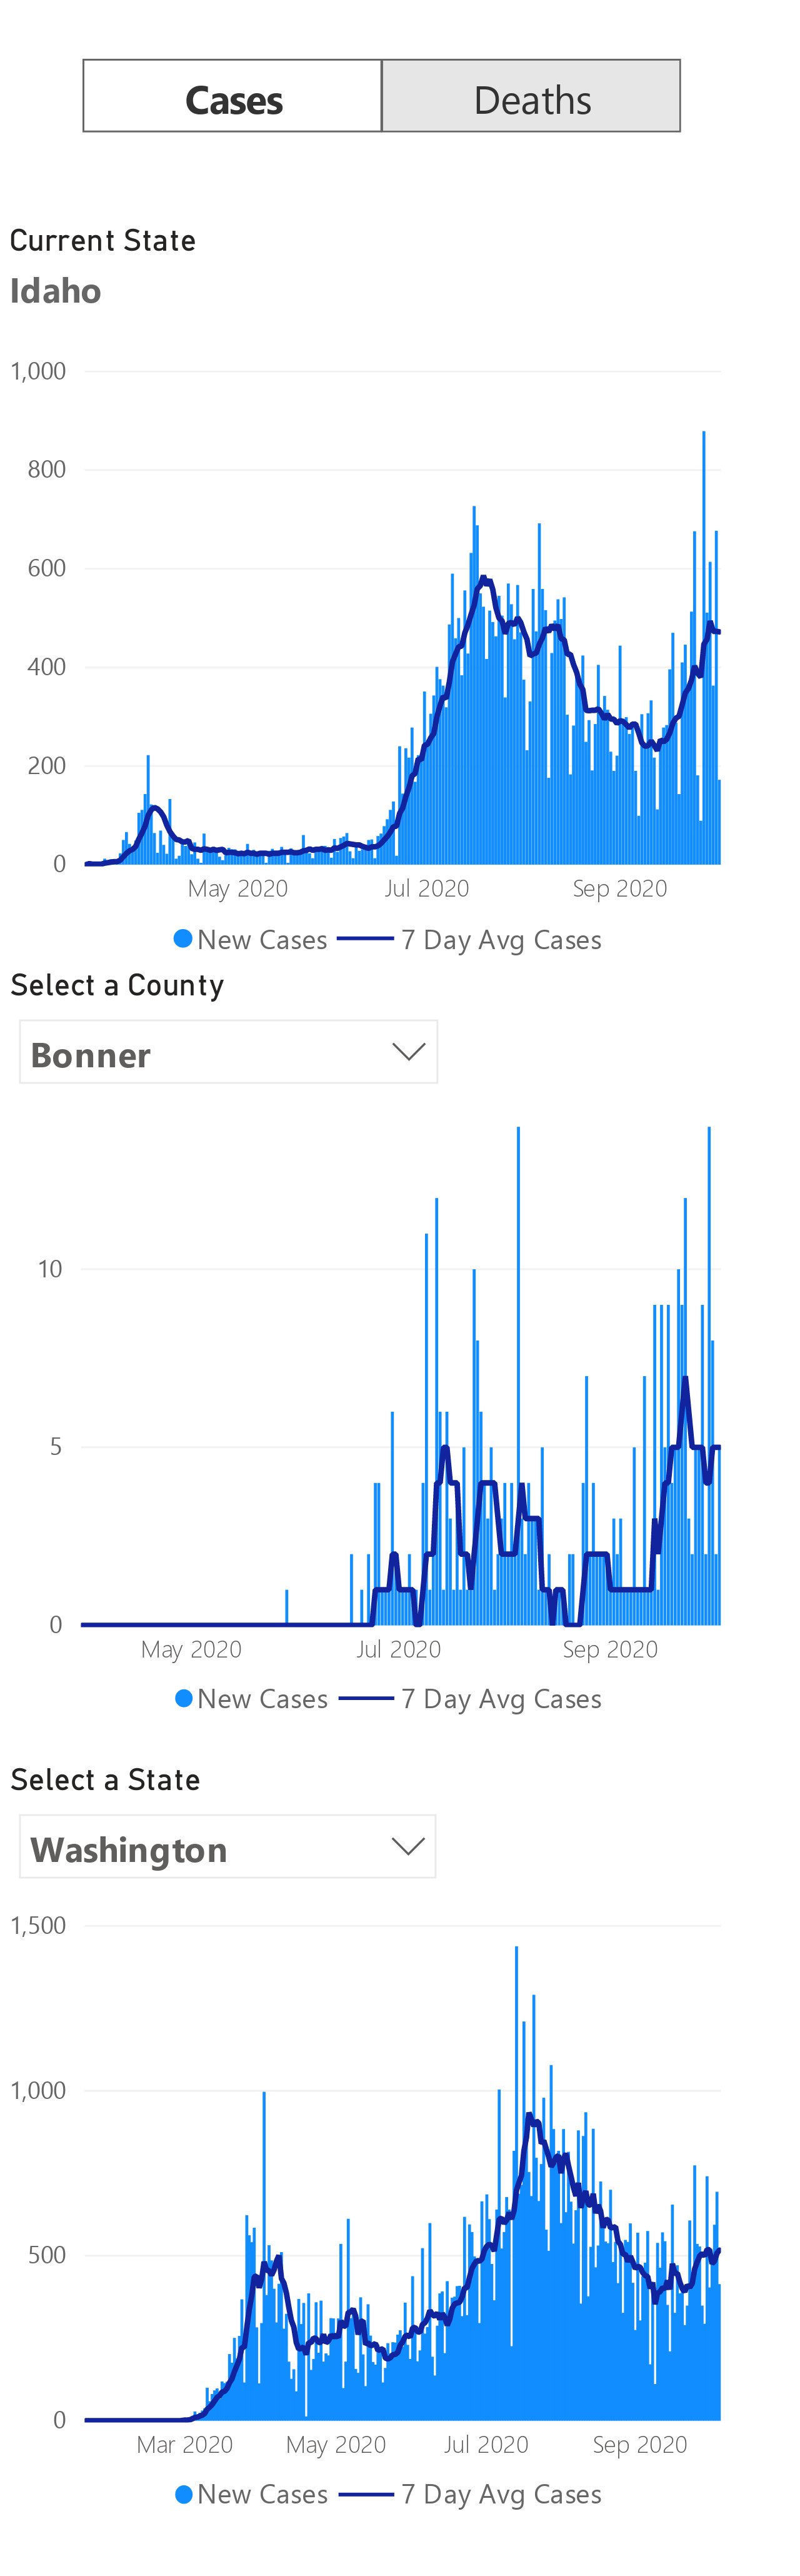 Cases Deaths
Current State
Idaho
1,000
800
600
400
200
0
May 2020 Jul 2020 Sep 2020
New Cases 7 Day Avg Cases
Select a County
Bonner
10
5
0
May 2020 Jul 2020 Sep 2020
New Cases 7 Day Avg Cases
Select a State
Washington
1,500
1,000
500
0
Mar 2020 May 2020 Jul 2020 Sep 2020
New Cases 7 Day Avg Cases